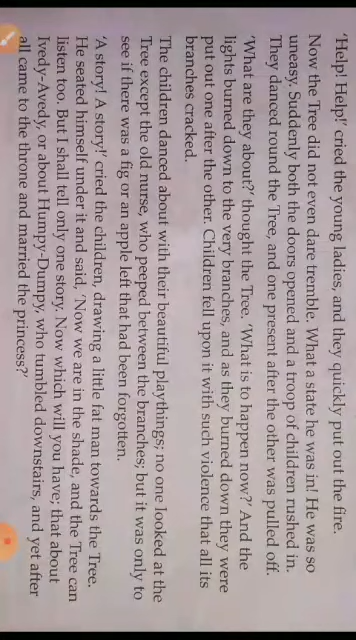 'Help! Help!' cried the young ladies, and they quickly put out the fire.
Now the Tree did not even dare tremble. What a state he was in! He was so
uneasy. Suddenly both the doors opened and a troop of children rushed in.
They danced round the Tree, and one present after the other was pulled off.
'What are they about?' thought the Tree. 'What is to happen now?' And the
lights burned down to the very branches, and as they burned down they were
put out one after the other. Children fell upon it with such violence that all its
branches cracked.
The children danced about with their beautiful playthings; no one looked at the
Tree except the old nurse, who peeped between the branches; but it was only to
see if there was a fig or an apple left that had been forgotten.
'A story! A story!' cried the children, drawing a little fat man towards the Tree.
He seated himself under it and said, 'Now we are in the shade, and the Tree can
listen too. But I shall tell only one story. Now which will you have; that about
Ivedy-Avedy, or about Humpy-Dumpy, who tumbled downstairs, and yet after
all came to the throne and married the princess?'